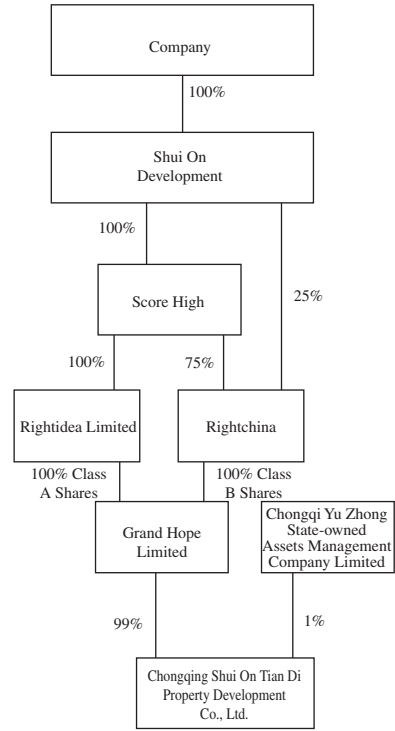 Company
100%
Shui On
Development
100%
25%
Score High
100%
75%
Rightidea Limited
Rightchina
100% Class
A Shares
100% Class
B Shares
Grand Hope
Limited
Chongqi Yu Zhong
State-owned
Assets Management
Company Limited
99%
1%
Chongqing Shui On Tian Di
Property Development
Co., Ltd.